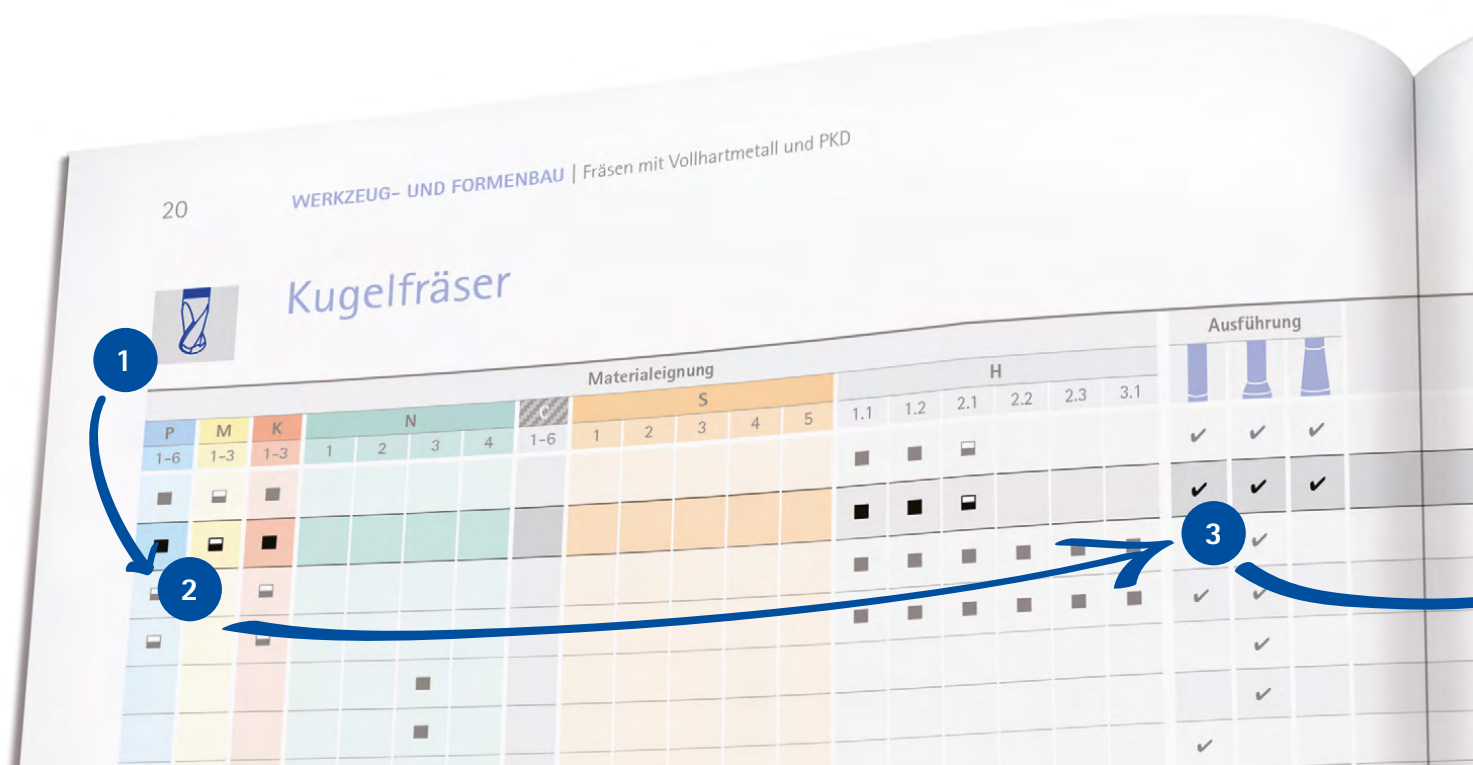 20
WERKZEUG- UND FORMENBAU | Fräsen mit Vollhartmetall und PKD
Kugelfräser
1
Ausführung
Materialeignung
H
S
C
N
P M K
1.1 1.2 2.1 2.2 2.3 3.1
1 2 3 4 5
1-6
1 2 3 4
1-6 1-3 1-3
3
2